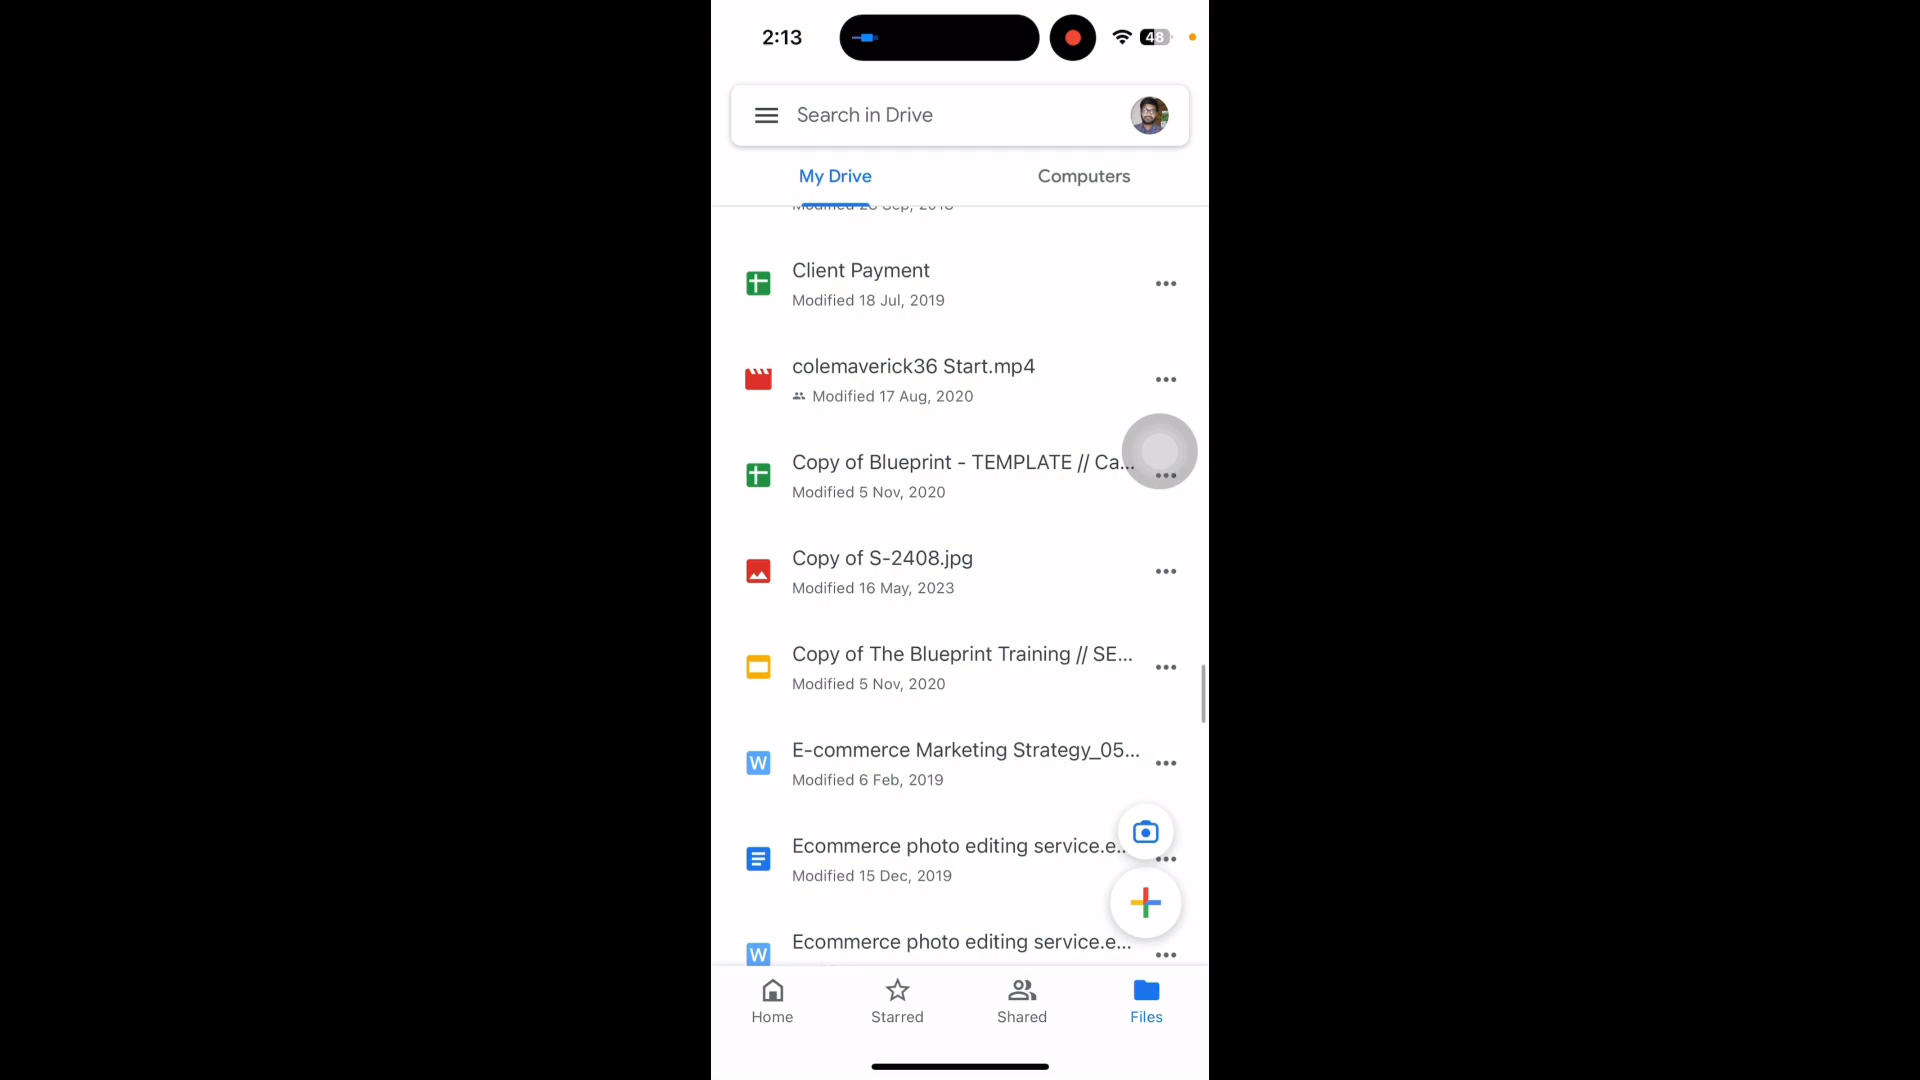 2:13
48
Search in Drive
My Drive
Computers
Client Payment
Modified 18 Jul, 2019
colemaverick36 Start.mp4
Modified 17 Aug, 2020
Copy of Blueprint - TEMPLATE // Ca...
Modified 5 Nov, 2020
Copy of S-2408.jpg
Modified 16 May, 2023
Copy of The Blueprint Training // SE...
Modified 5 Nov, 2020
W
E-commerce Marketing Strategy_05...
Modified 6 Feb, 2019
Ecommerce photo editing service.e...
Modified 15 Dec, 2019
W
Ecommerce photo editing service.e...
Home
Starred
Shared
Files